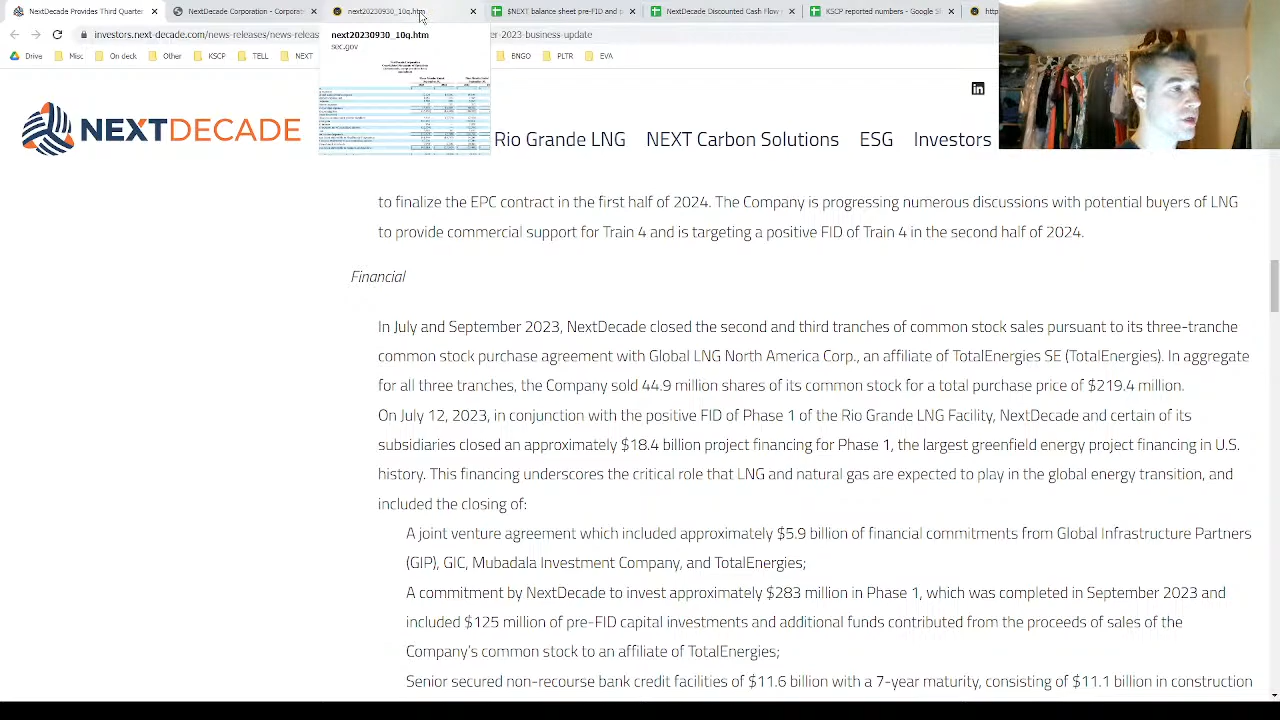 NextDecade Provides Third Quarter
NextDecade Corporation - Corporat
next20230930_10q.htm
NEXT balance sheet pre-FID and
NextDecade Discounted Cash Flow
KSCP reported numbers - Google S
htt
investors.next-decade.com/news-releases/news-releas
next20230930_10q.htm
sec.gov
er-2023-business-update
Drive
Misc
On deck
Other
KSCP
TELL
NXT
BNGO
PLTR
EVA
NEXTDECADE
Rio Grande LNG
NEXT Carbon Solutions
Investors
to finalize the EPC contract in the first half of 2024. The Company is progressing numerous discussions with potential buyers of LNG
to provide commercial support for Train 4 and is targeting a positive FID of Train 4 in the second half of 2024.
Financial
In July and September 2023, NextDecade closed the second and third tranches of common stock sales pursuant to its three-tranche
common stock purchase agreement with Global LNG North America Corp., an affiliate of TotalEnergies SE (TotalEnergies). In aggregate
for all three tranches, the Company sold 44.9 million shares of its common stock for a total purchase price of $219.4 million.
On July 12, 2023, in conjunction with the positive FID of Phase 1 of the Rio Grande LNG Facility, NextDecade and certain of its
subsidiaries closed an approximately $18.4 billion project financing for Phase 1, the largest greenfield energy project financing in U.S.
history. This financing underscores the critical role that LNG and natural gas are expected to play in the global energy transition, and
included the closing of:
A joint venture agreement which included approximately $5.9 billion of financial commitments from Global Infrastructure Partners
(GIP), GIC, Mubadala Investment Company, and TotalEnergies;
A commitment by NextDecade to invest approximately $283 million in Phase 1, which was completed in September 2023 and
included $125 million of pre-FID capital investments and additional funds contributed from the proceeds of sales of the
Company's common stock to an affiliate of TotalEnergies;
Senior secured non-recourse bank credit facilities of $11.6 billion with a 7-year maturity, consisting of $11.1 billion in construction